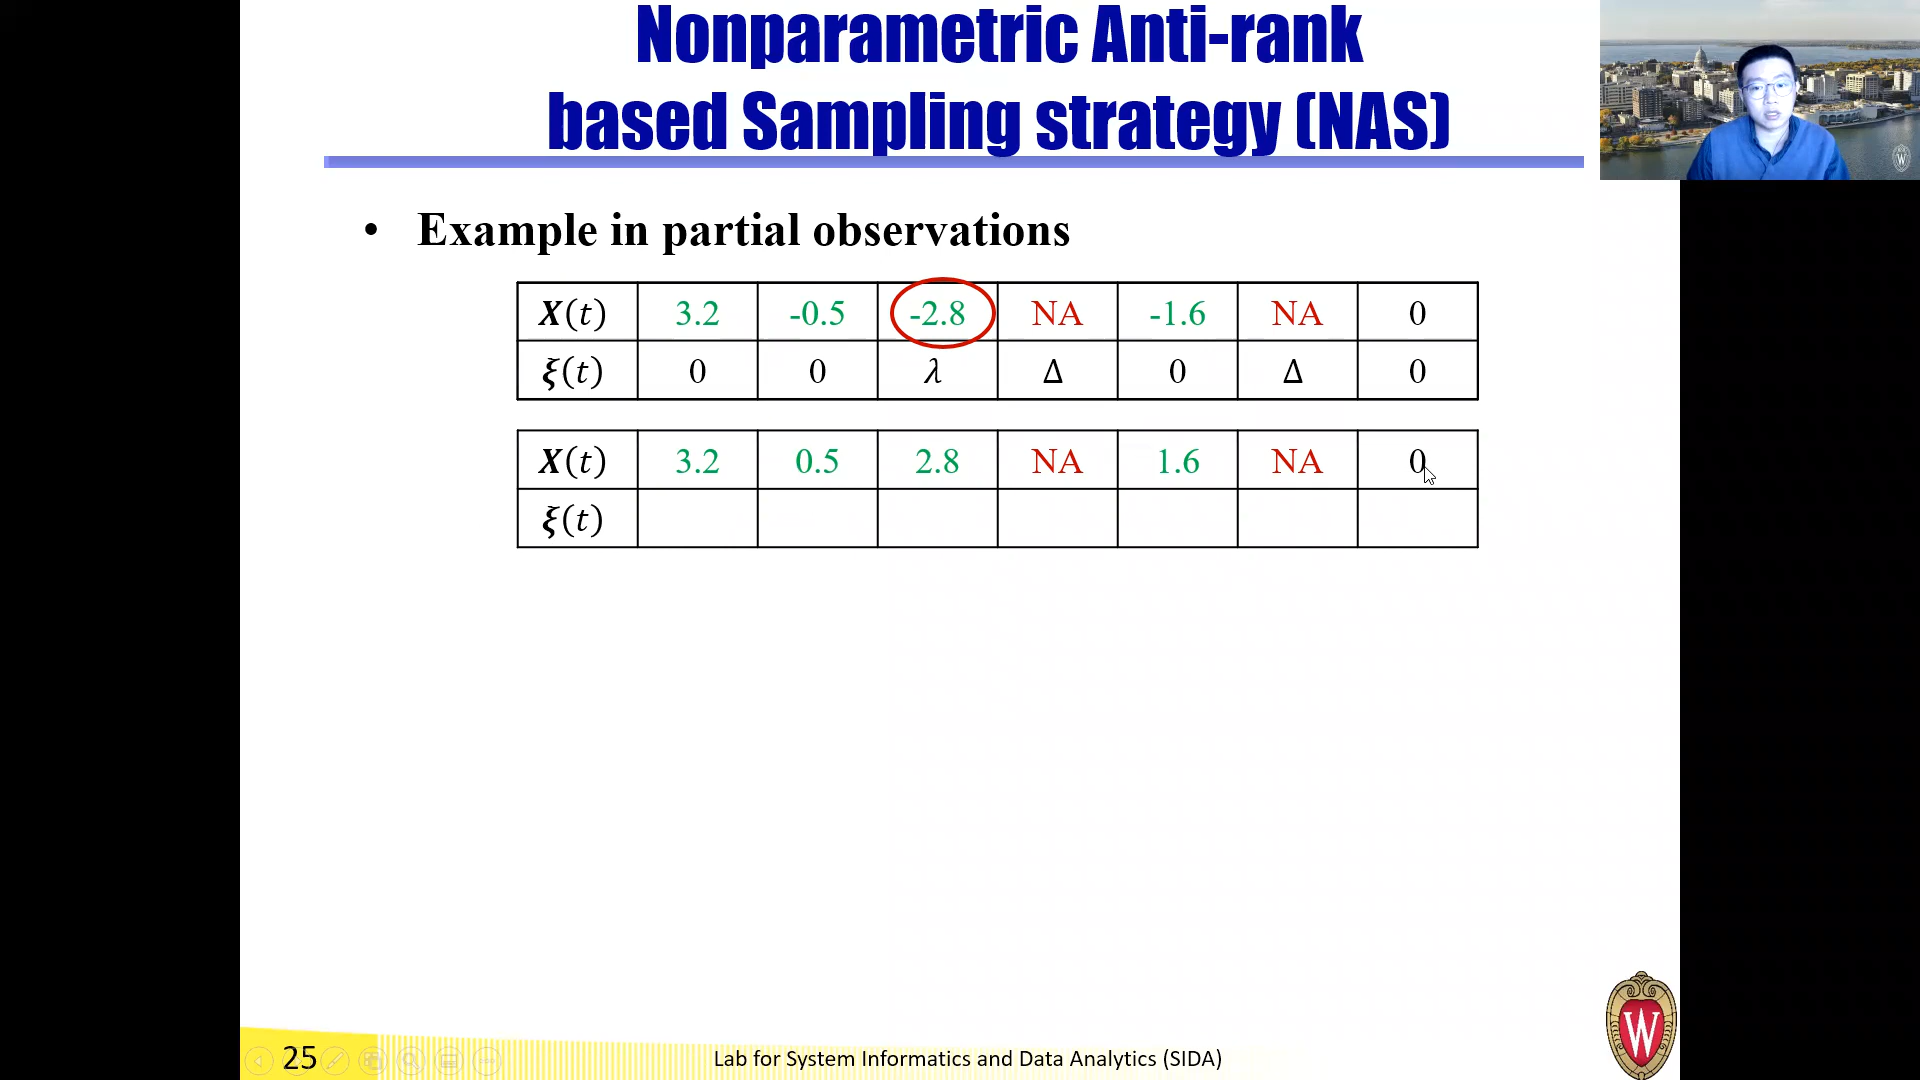 Nonparametric Anti-rank
based Sampling strategy (NAS)
• Example in partial observations
X(t) 3.2 -0.5 -2.8 NA -1.6 NA 0
ξ(t) 0 0 λ Δ 0 Δ 0
X(t) 3.2 0.5 2.8 NA 1.6 NA 0
ξ(t)
25
Lab for System Informatics and Data Analytics (SIDA)
W
W